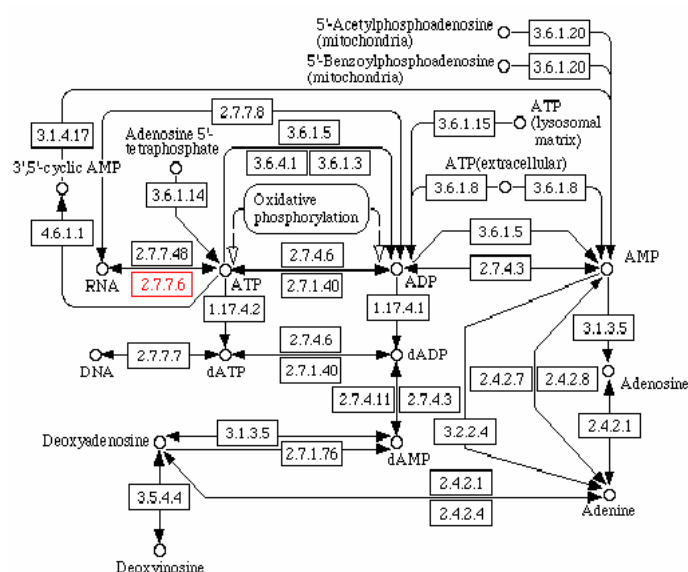 5'-Acetylphosphoadenosine
(mitochondria)
3.6.1.20
5'-Benzoylphosphoadenosine
(mitochondria)
3.6.1.20
2.7.7.8
3.1.4.17
Adenosine 5'-
tetraphosphate
3.6.1.5
3.6.1.15
ATP
(lysosomal
matrix)
3'5'-cyclic AMP
3.6.4.1
3.6.1.3
ATP(extracellular)
3.6.1.14
3.6.1.8
3.6.1.8
Oxidative
phosphorylation
4.6.1.1
3.6.1.5
2.7.7.48
2.7.4.6
AMP
RNA
2.7.7.6
ATP
2.7.1.40
ADP
2.7.4.3
1.17.4.2
1.17.4.1
3.1.3.5
2.7.4.6
DNA
2.7.7.7
dATP
2.7.1.40
dADP
2.4.2.7
2.4.2.8
Adenosine
2.7.4.11
2.7.4.3
3.2.2.4
2.4.2.1
Deoxyadenosine
3.1.3.5
2.7.1.76
dAMP
2.4.2.1
3.5.4.4
2.4.2.4
Adenine
Deoxyinosine